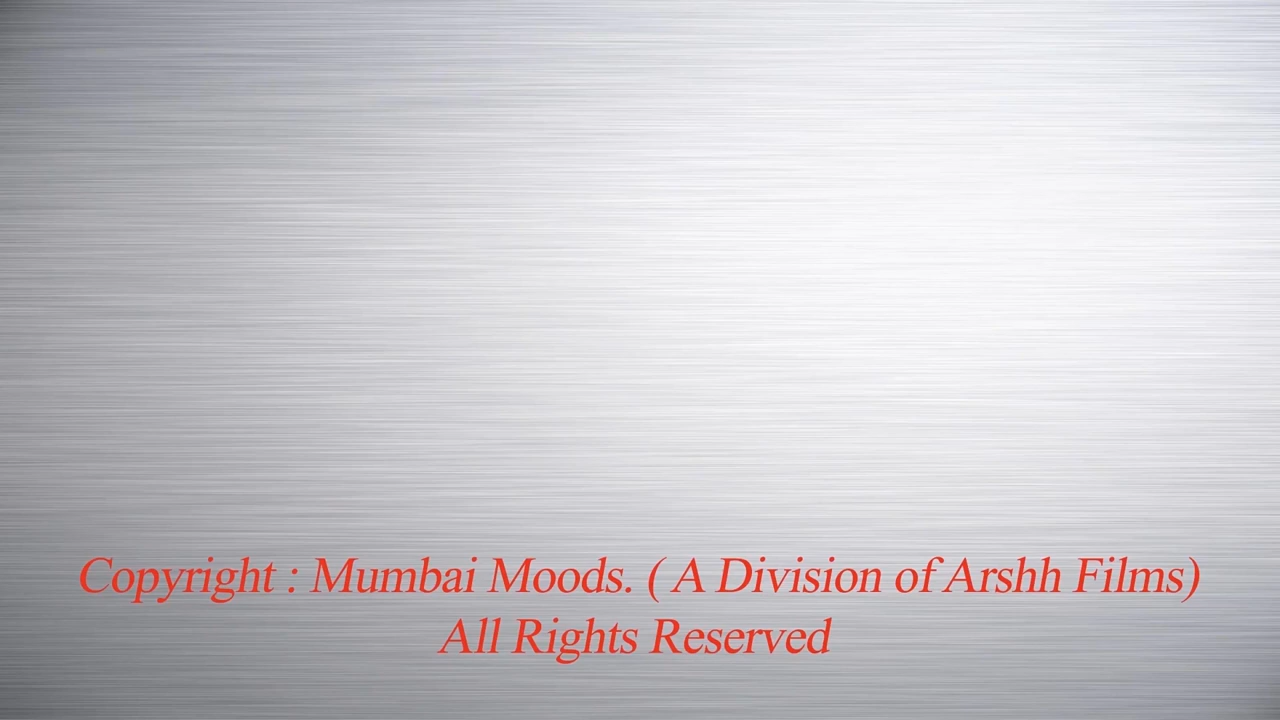 Copyright : Mumbai Moods. ( A Division of Arshh Films)
All Rights Reserved